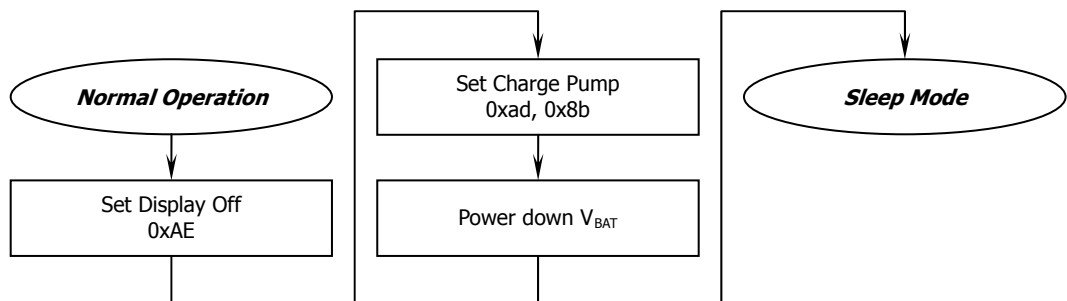 Normal Operation
Set Display Off
0xAE
Set Charge Pump
0xad, 0x8b
Power down VBAT
Sleep Mode